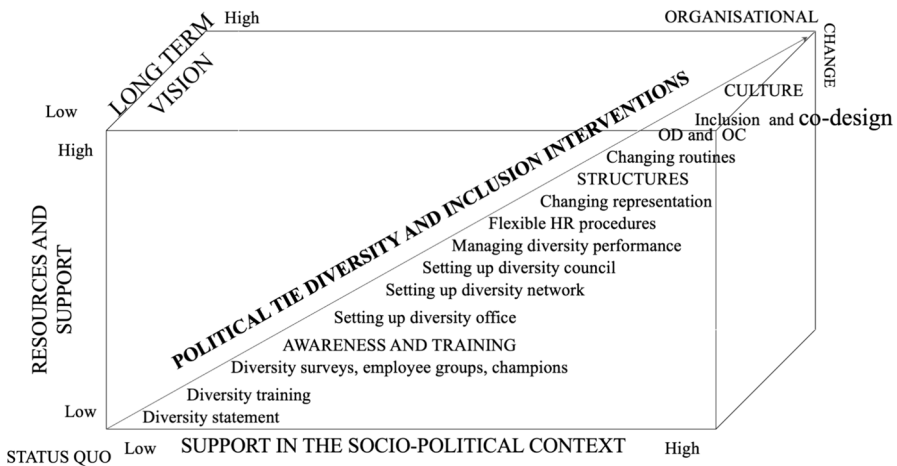 High
ORGANISATIONAL
CHANGE
LONG TERM
VISION
Low
High
CULTURE
Inclusion and co-design
OD and OC
Changing routines
STRUCTURES
Changing representation
Flexible HR procedures
Managing diversity performance
Setting up diversity council
Setting up diversity network
Setting up diversity office
AWARENESS AND TRAINING
Diversity surveys, employee groups, champions
Diversity training
Diversity statement
POLITICAL TIE DIVERSITY AND INCLUSION INTERVENTIONS
RESOURCES AND
SUPPORT
Low
STATUS QUO
Low
SUPPORT IN THE SOCIO-POLITICAL CONTEXT
High